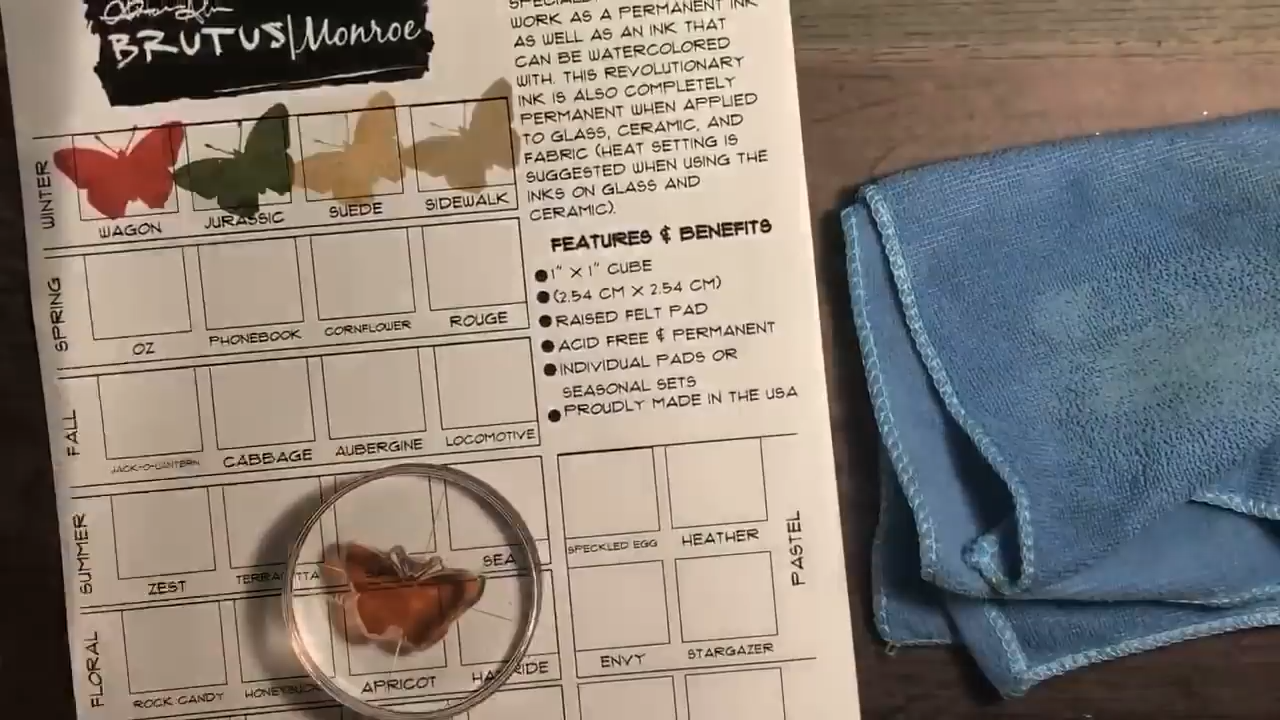 BRUTUS|Monroe
WORK AS A PERMANENT INK
AS WELL AS AN INK THAT
CAN BE WATERCOLORED
WITH. THIS REVOLUTIONARY
INK IS ALSO COMPLETELY
PERMANENT WHEN APPLIED
TO GLASS, CERAMIC, AND
FABRIC (HEAT SETTING IS
SUGGESTED WHEN USING THE
INKS ON GLASS AND
CERAMIC).
FEATURES & BENEFITS
1" X 1" CUBE
(2.54 CM X 2.54 CM)
RAISED FELT PAD
ACID FREE & PERMANENT
INDIVIDUAL PADS OR
SEASONAL SETS
PROUDLY MADE IN THE USA
WINTER
WAGON JURASSIC SUEDE SIDEWALK
SPRING
OZ PHONEBOOK CORNFLOWER ROUGE
FALL
JACK-O-LANTERN CABBAGE AUBERGINE LOCOMOTIVE
SUMMER
ZEST SEA
FLORAL
ROCK CANDY APRICOT
SPECKLED EGG HEATHER
PASTEL
ENVY STARGAZER